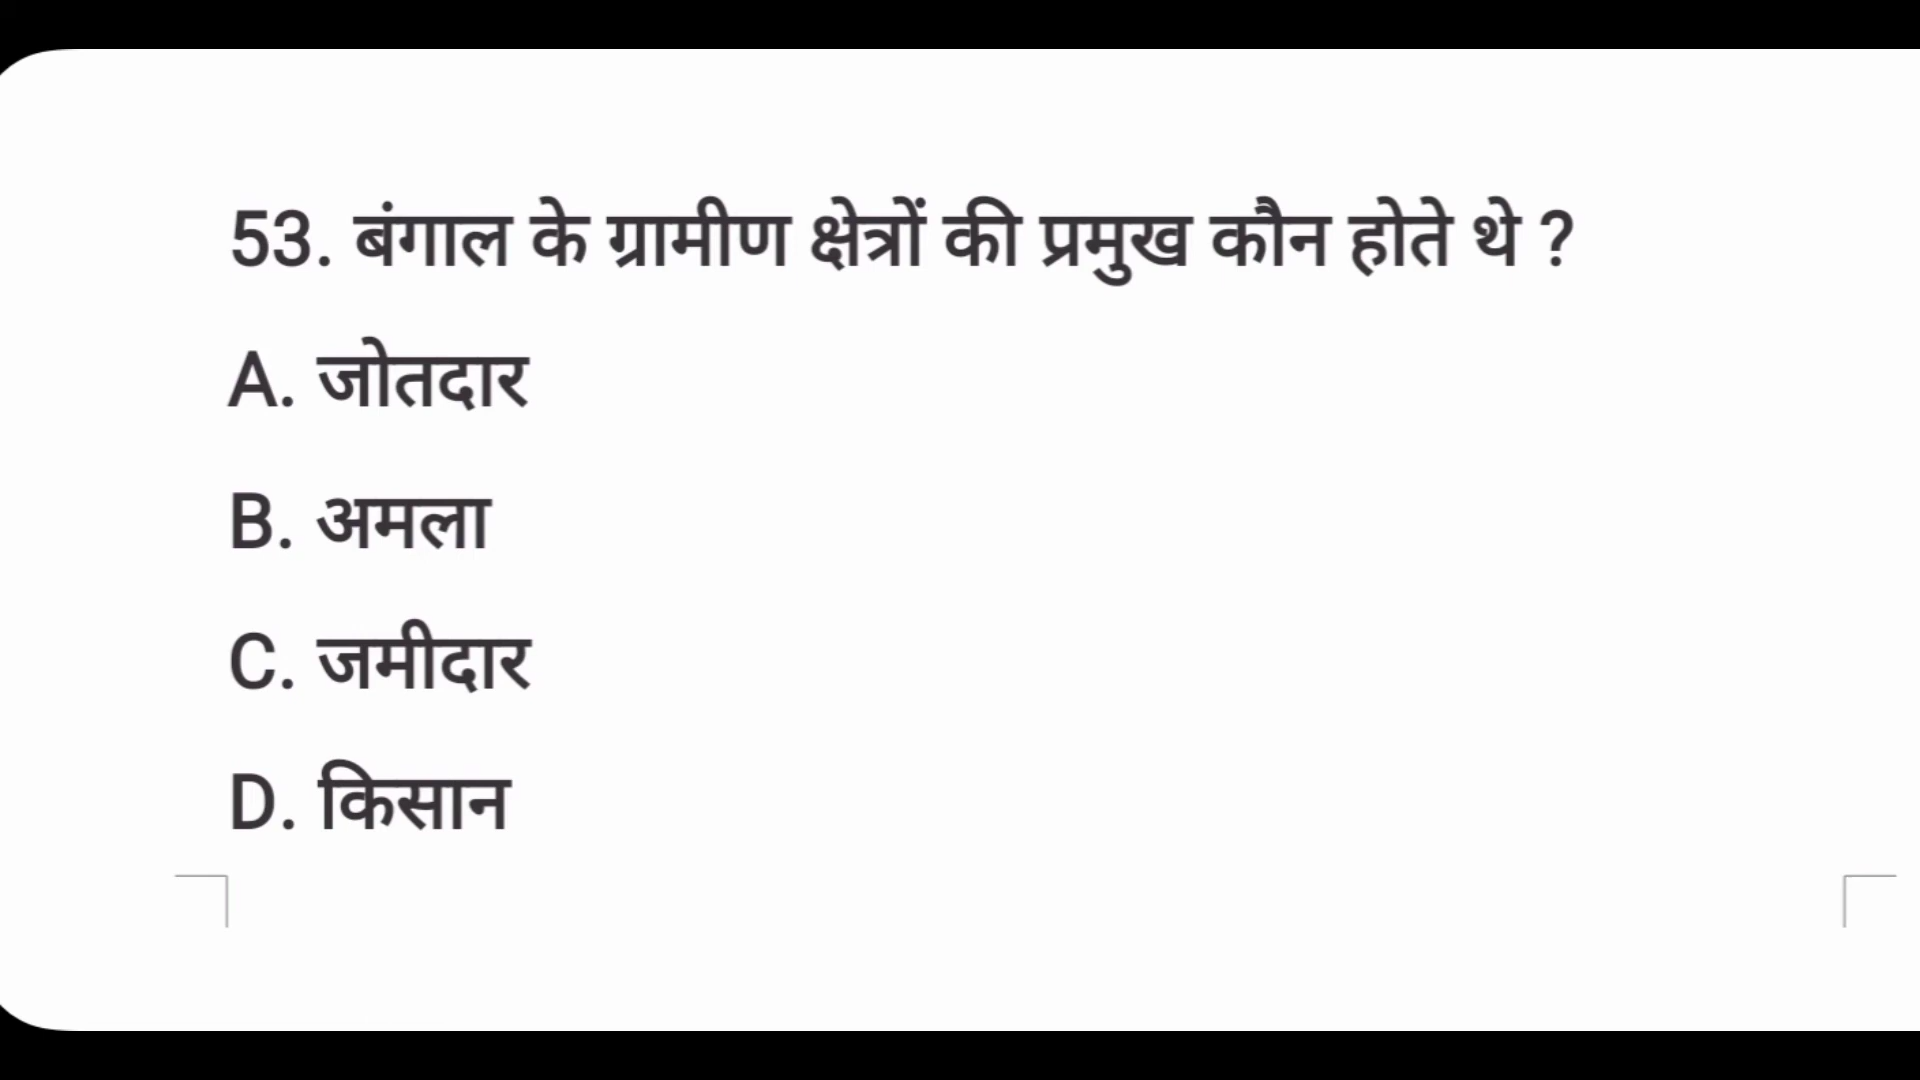 53. बंगाल के ग्रामीण क्षेत्रों की प्रमुख कौन होते थे ?
A. जोतदार
B. अमला
C. जमीदार
D. किसान